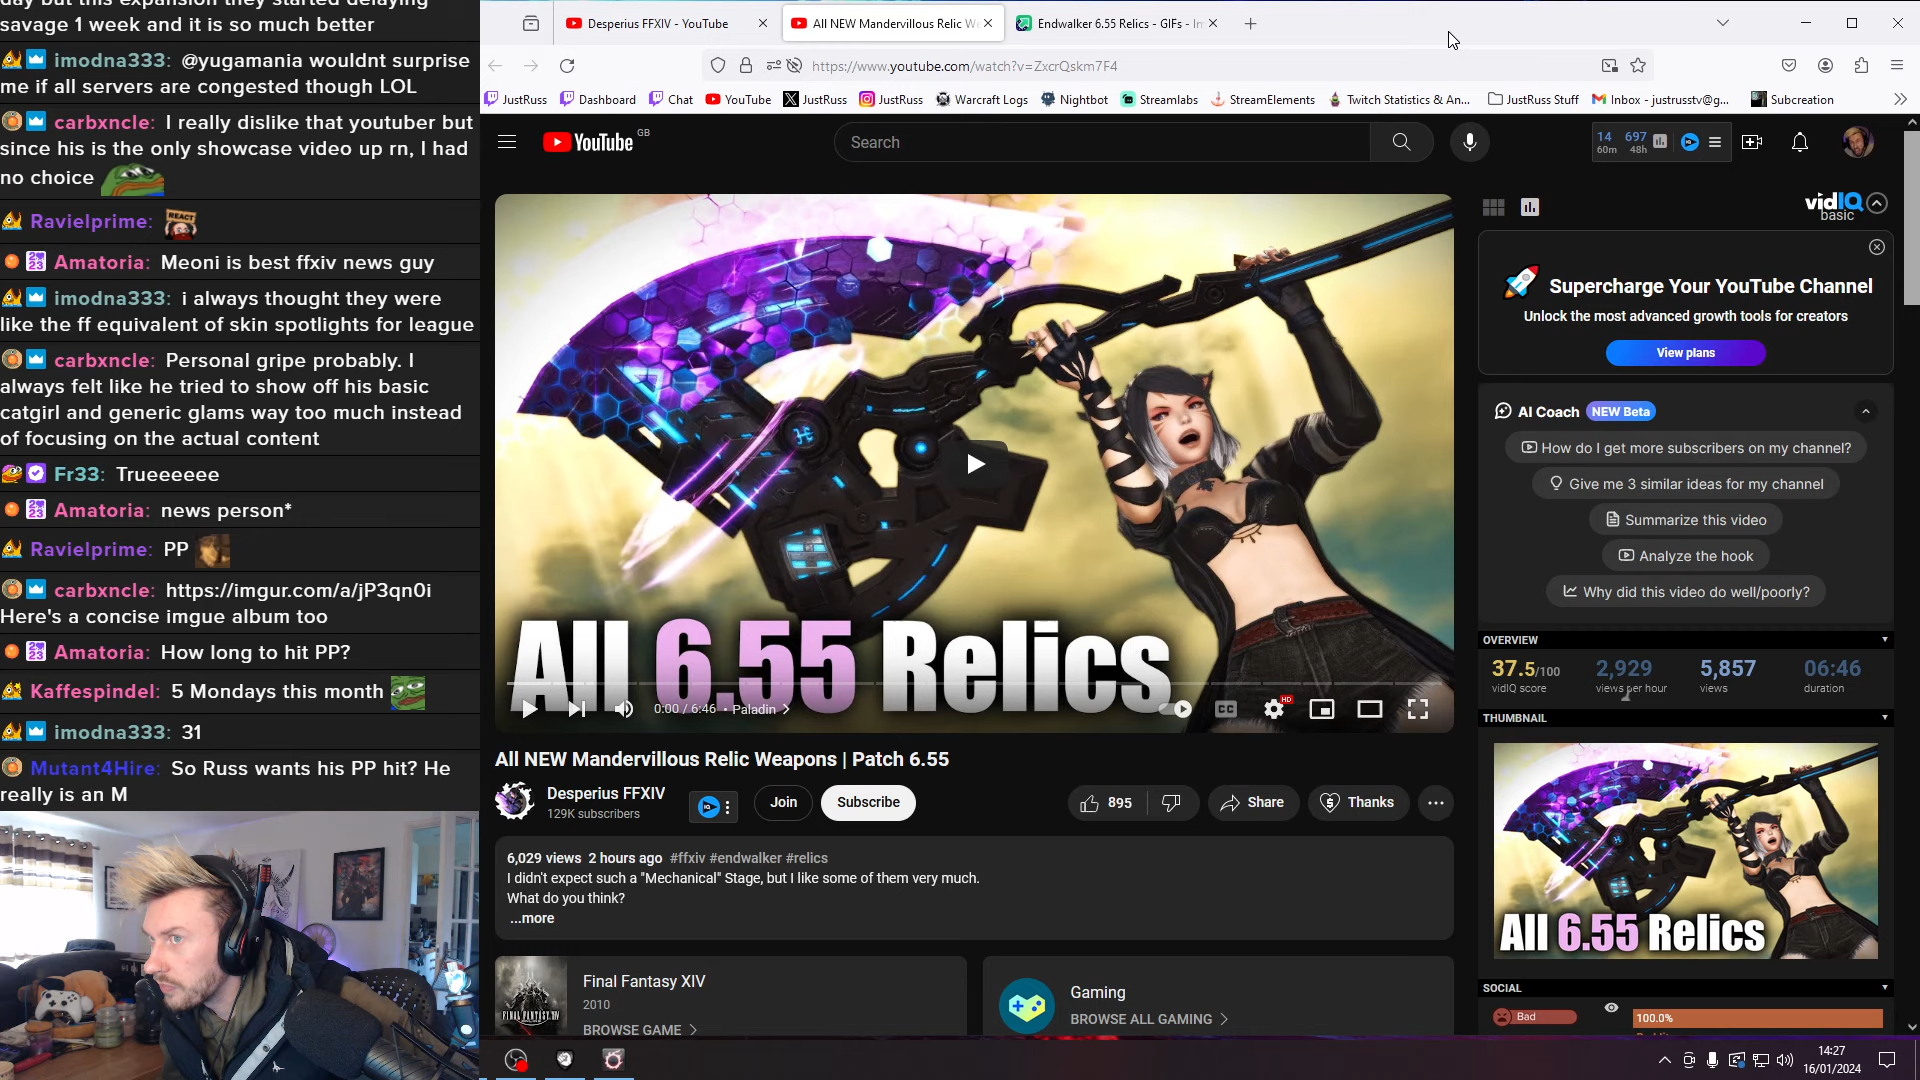 day but this expansion they started delaying
savage 1 week and it is so much better
imodna333: @yugamania wouldnt surprise
me if all servers are congested though LOL
carbxncle: I really dislike that youtuber but
since his is the only showcase video up rn, I had
no choice
Ravielprime: REACT
Amatoria: Meoni is best ffxiv news guy
imodna333: i always thought they were
like the ff equivalent of skin spotlights for league
carbxncle: Personal gripe probably. I
always felt like he tried to show off his basic
catgirl and generic glams way too much instead
of focusing on the actual content
Fr33: Trueeeeee
Amatoria: news person*
Ravielprime: PP
carbxncle: https://imgur.com/a/jP3qn0i
Here's a concise imgue album too
Amatoria: How long to hit PP?
Kaffespindel: 5 Mondays this month
imodna333: 31
Mutant4Hire: So Russ wants his PP hit? He
really is an M
Desperius FFXIV - YouTube
All NEW Mandervillous Relic We
Endwalker 6.55 Relics - GIFs - Im
https://www.youtube.com/watch?v=ZxcrQskm7F4
JustRuss
Dashboard
Chat
YouTube
JustRuss
JustRuss
Warcraft Logs
Nightbot
Streamlabs
StreamElements
Twitch Statistics & An...
JustRuss Stuff
Inbox - justrusstv@g...
Subcreation
YouTube GB
Search
14 697
60m 48h
All 6.55 Relics
0:00 / 6:46 • Paladin
CC
HD
All NEW Mandervillous Relic Weapons | Patch 6.55
Desperius FFXIV
129K subscribers
IQ
Join
Subscribe
895
Share
Thanks
6,029 views 2 hours ago #ffxiv #endwalker #relics
I didn't expect such a "Mechanical" Stage, but I like some of them very much.
What do you think?
...more
Final Fantasy XIV
2010
BROWSE GAME
FINAL FANTASY XIV
Gaming
BROWSE ALL GAMING
vidIQ
basic
Supercharge Your YouTube Channel
Unlock the most advanced growth tools for creators
View plans
AI Coach NEW Beta
How do I get more subscribers on my channel?
Give me 3 similar ideas for my channel
Summarize this video
Analyze the hook
Why did this video do well/poorly?
OVERVIEW
37.5/100 2,929 5,857 06:46
vidIQ score views per hour views duration
THUMBNAIL
All 6.55 Relics
SOCIAL
Bad
100.0%
14:27
16/01/2024